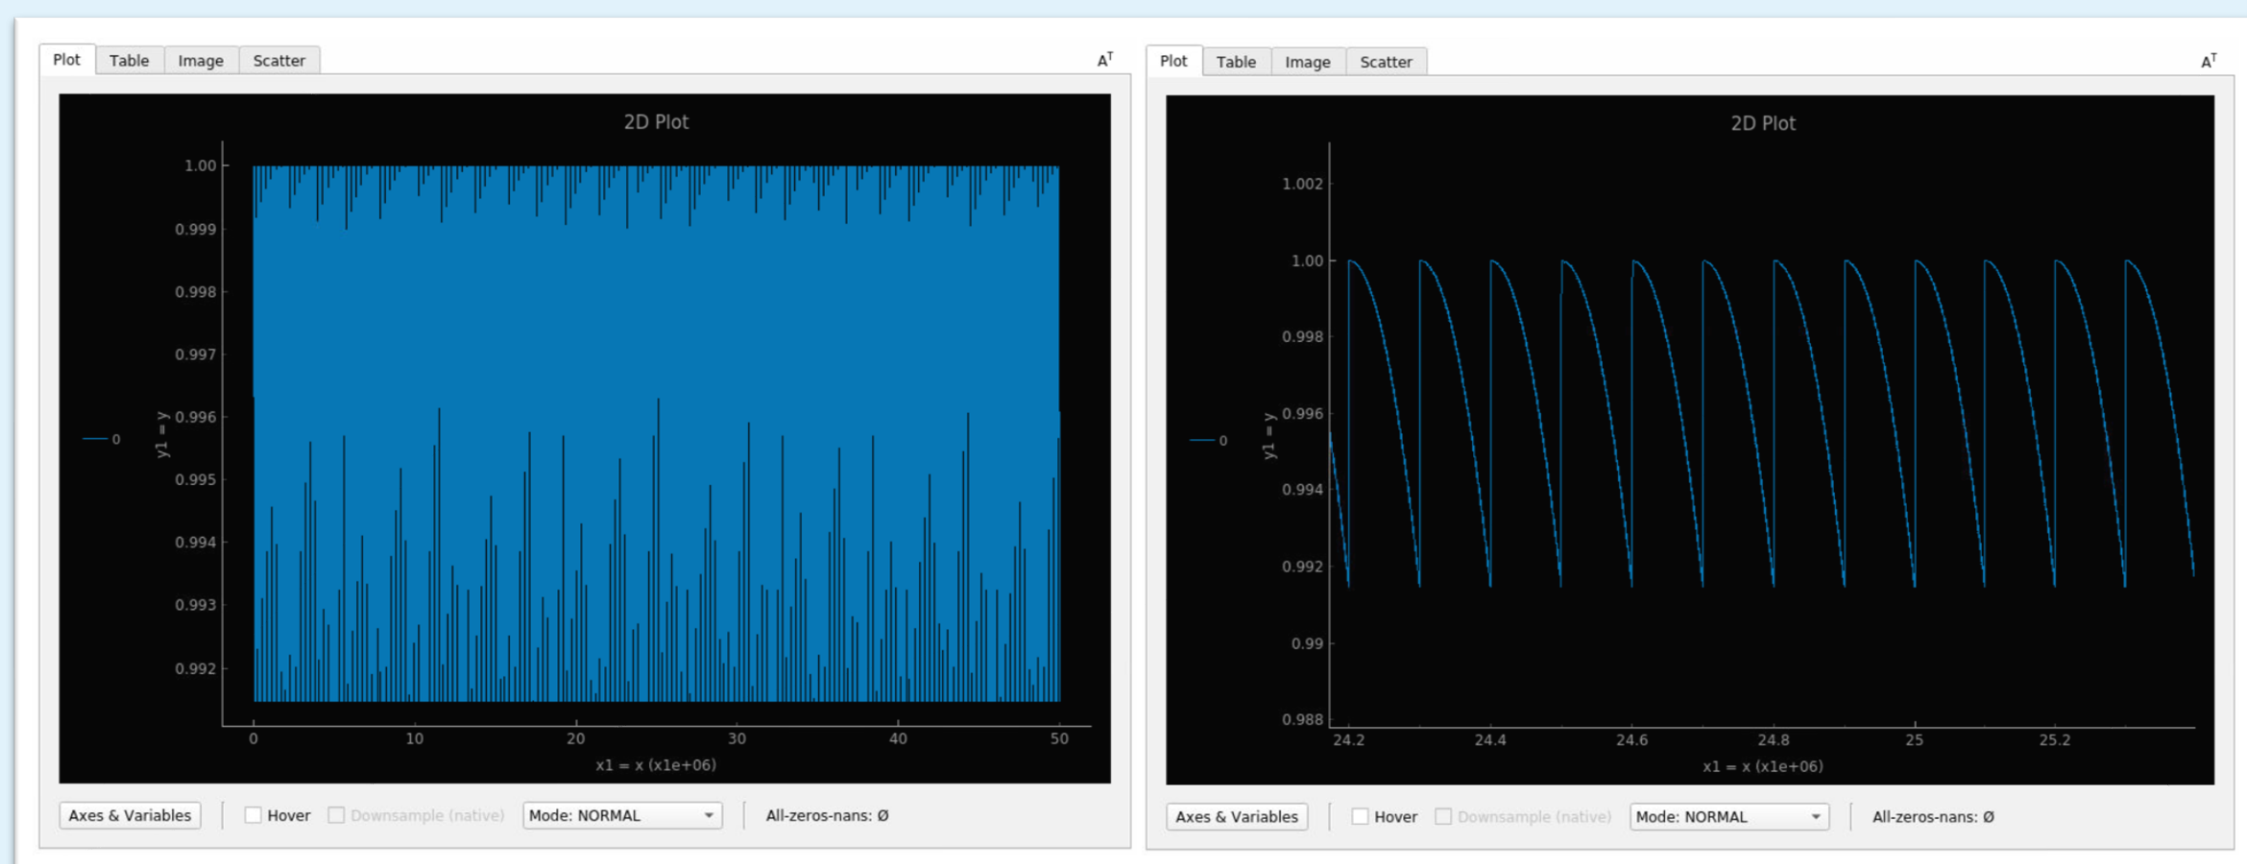 Plot Table Image Scatter Aᵀ
2D Plot
1.00
0.999
0.998
0.997
0.996
0.995
0.994
0.993
0.992
y1 = y
0
0 10 20 30 40 50
x1 = x (x1e+06)
Axes & Variables Hover Downsample (native) Mode: NORMAL All-zeros-nans: Ø
Plot Table Image Scatter Aᵀ
2D Plot
1.002
1.00
0.998
0.996
0.994
0.992
0.99
0.988
y1 = y
0
24.2 24.4 24.6 24.8 25 25.2
x1 = x (x1e+06)
Axes & Variables Hover Downsample (native) Mode: NORMAL All-zeros-nans: Ø